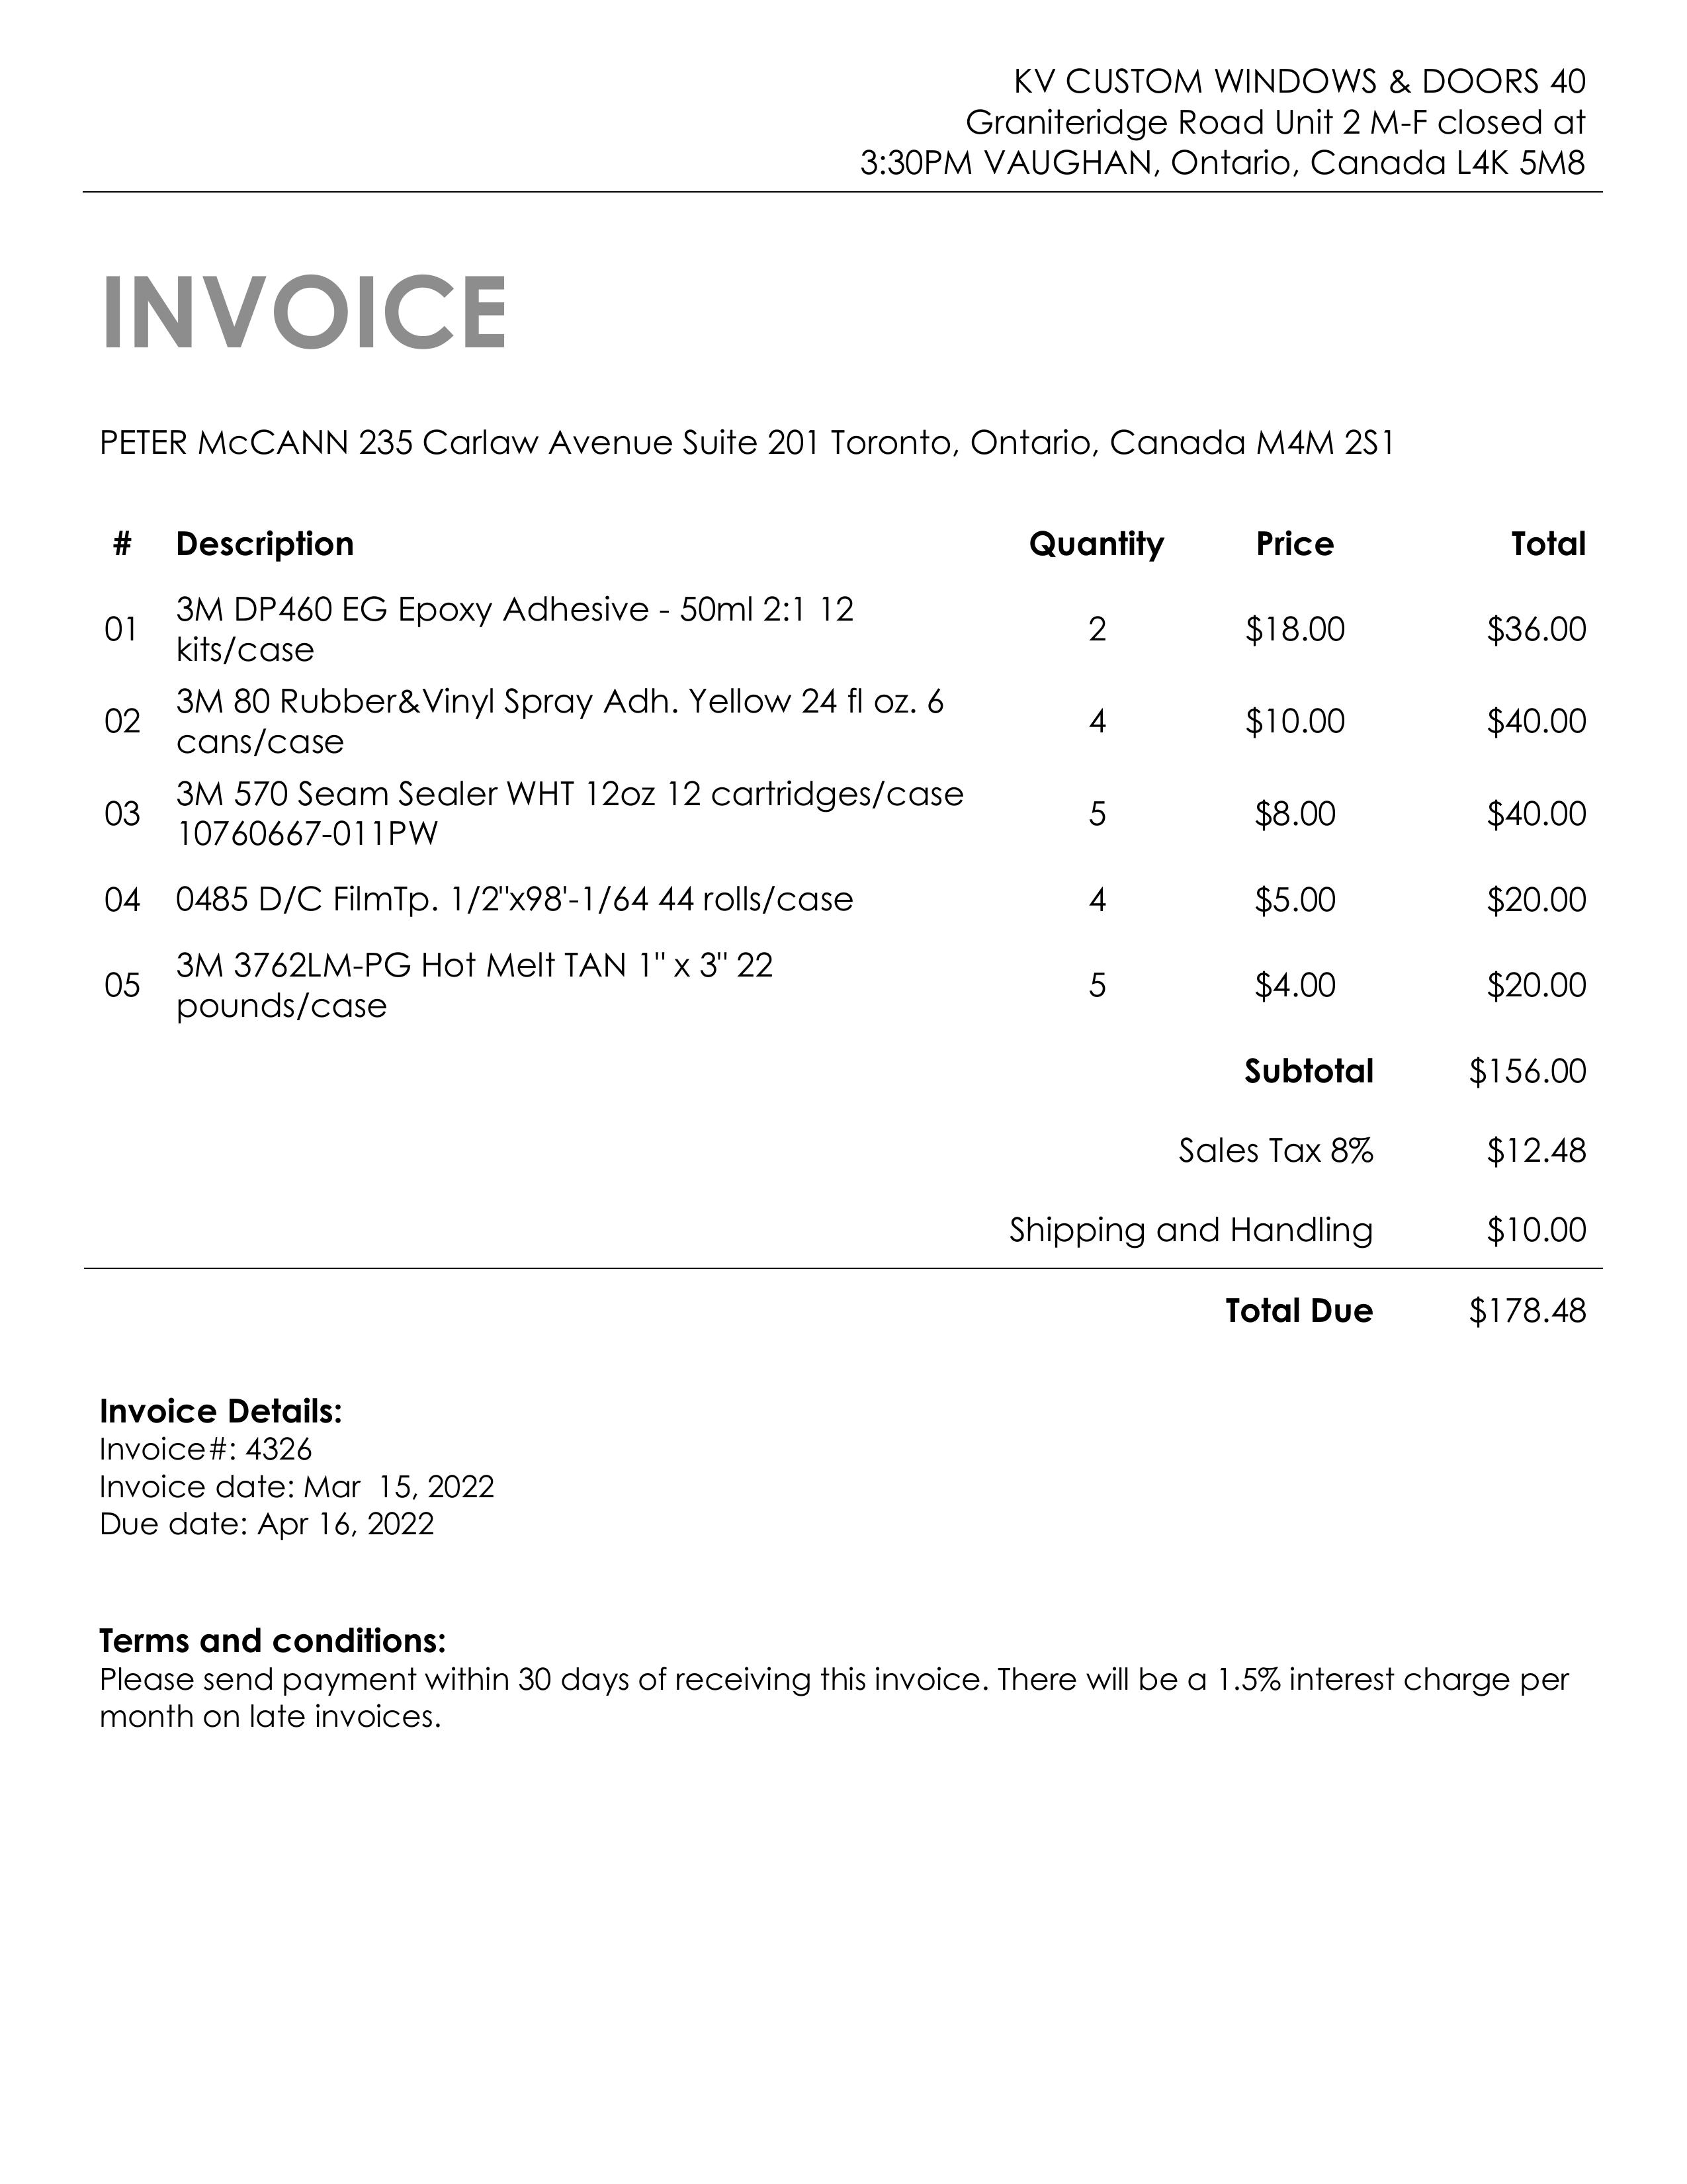 KV CUSTOM WINDOWS & DOORS 40
Graniteridge Road Unit 2 M-F closed at
3:30PM VAUGHAN, Ontario, Canada L4K 5M8
INVOICE
PETER McCANN 235 Carlaw Avenue Suite 201 Toronto, Ontario, Canada M4M 2S1
# Description Quantity Price Total
01 3M DP460 EG Epoxy Adhesive - 50ml 2:1 12
kits/case 2 $18.00 $36.00
02 3M 80 Rubber&Vinyl Spray Adh. Yellow 24 fl oz. 6
cans/case 4 $10.00 $40.00
03 3M 570 Seam Sealer WHT 12oz 12 cartridges/case
10760667-011PW 5 $8.00 $40.00
04 0485 D/C FilmTp. 1/2"x98'-1/64 44 rolls/case 4 $5.00 $20.00
05 3M 3762LM-PG Hot Melt TAN 1" x 3" 22
pounds/case 5 $4.00 $20.00
Subtotal $156.00
Sales Tax 8% $12.48
Shipping and Handling $10.00
Total Due $178.48
Invoice Details:
Invoice#: 4326
Invoice date: Mar  15, 2022
Due date: Apr 16, 2022
Terms and conditions:
Please send payment within 30 days of receiving this invoice. There will be a 1.5% interest charge per
month on late invoices.